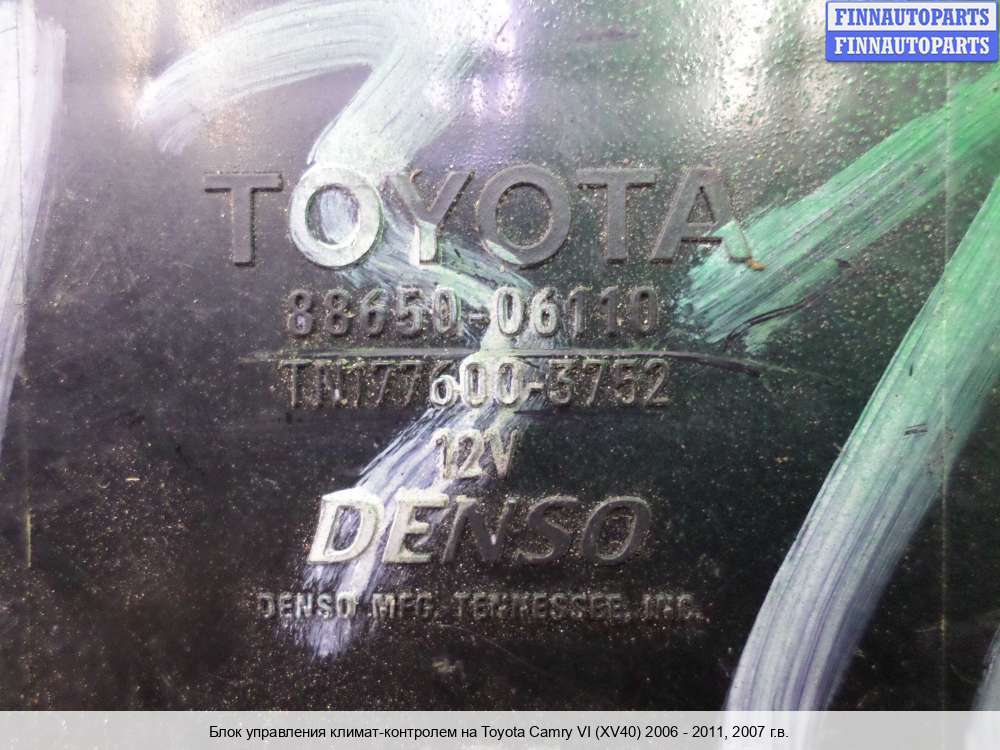 FINNAUTOPARTS
FINNAUTOPARTS
TOYOTA
88650-06110
TN177600-3752
12V
DENSO
DENSO MFG. TENNESSEE, INC.
Блок управления климат-контролем на Toyota Camry VI (XV40) 2006 - 2011, 2007 г.в.